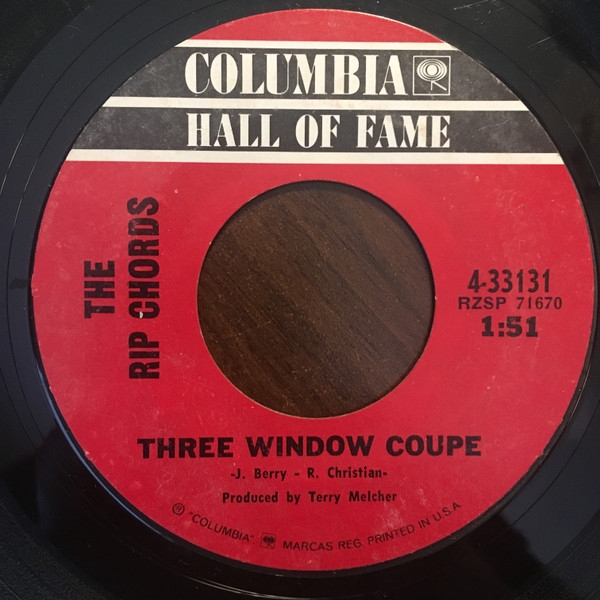 COLUMBIA
HALL OF FAME
THE
RIP CHORDS
4-33131
RZSP 71670
1:51
THREE WINDOW COUPE
-J. Berry - R. Christian-
Produced by Terry Melcher
℗ "COLUMBIA" MARCAS REG. PRINTED IN U.S.A.